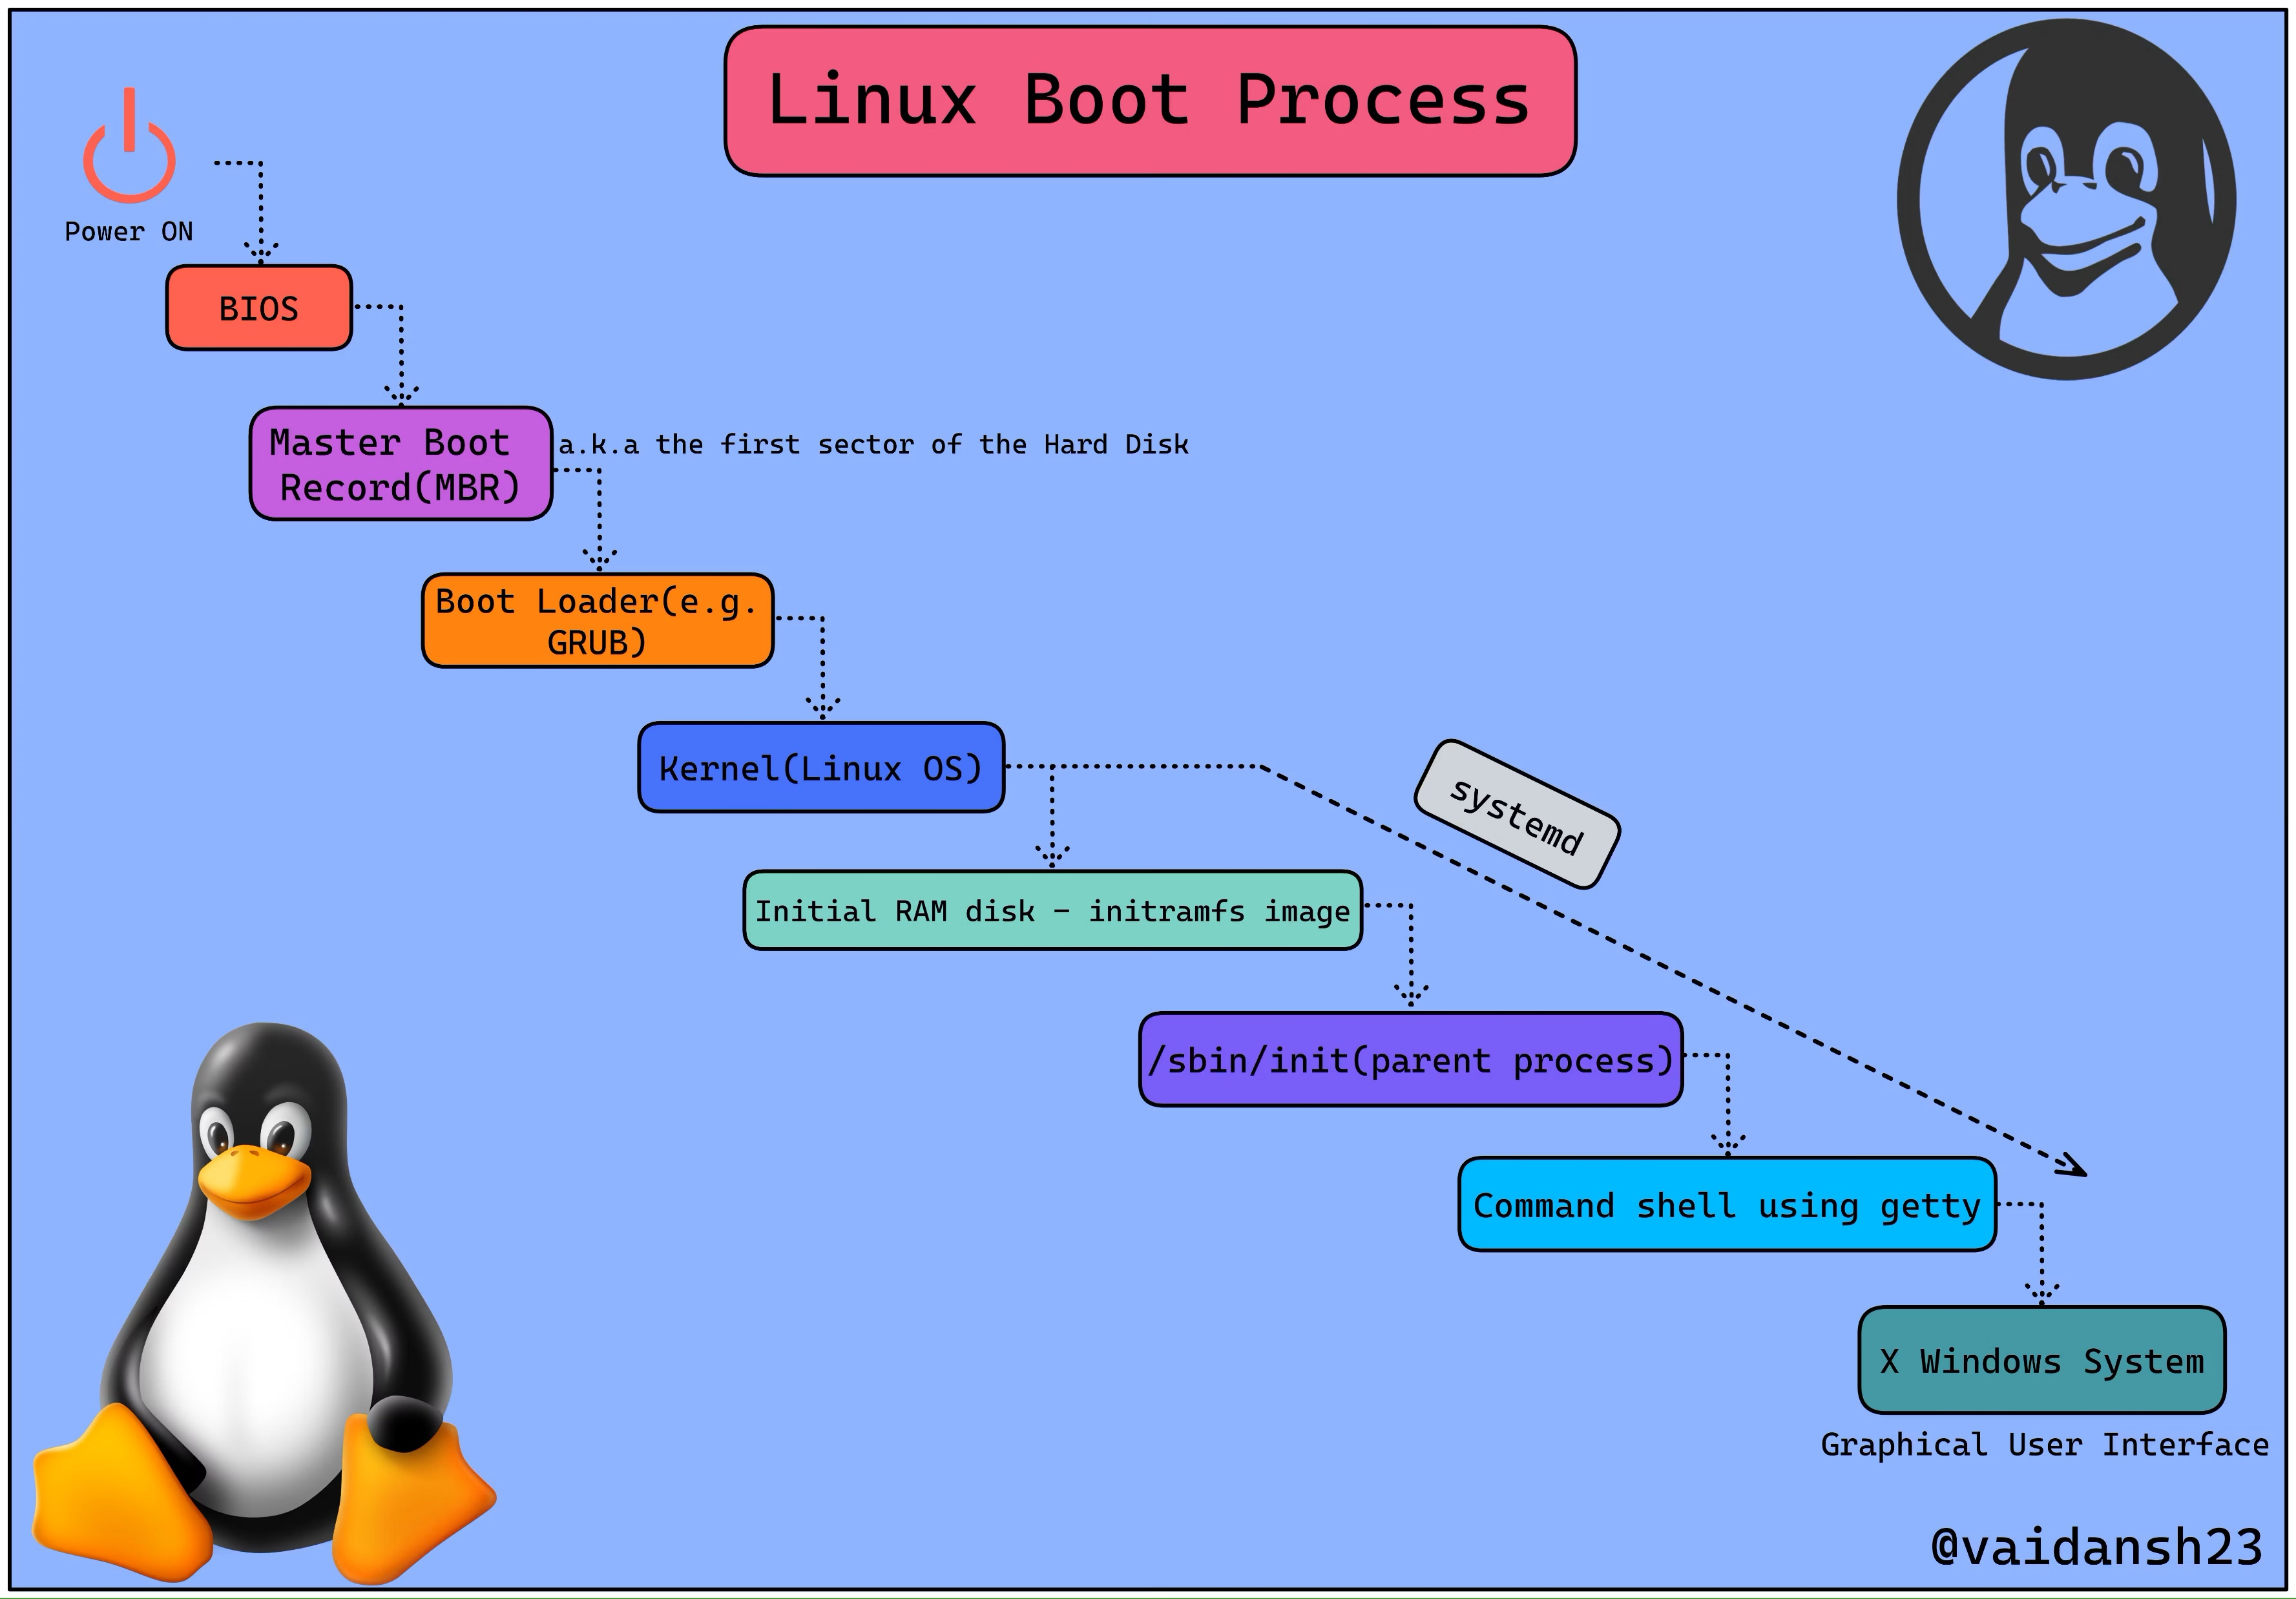 Linux Boot Process
Power ON
BIOS
Master Boot
Record(MBR)
a.k.a the first sector of the Hard Disk
Boot Loader(e.g.
GRUB)
Kernel(Linux OS)
systemd
Initial RAM disk – initramfs image
/sbin/init(parent process)
Command shell using getty
X Windows System
Graphical User Interface
@vaidansh23